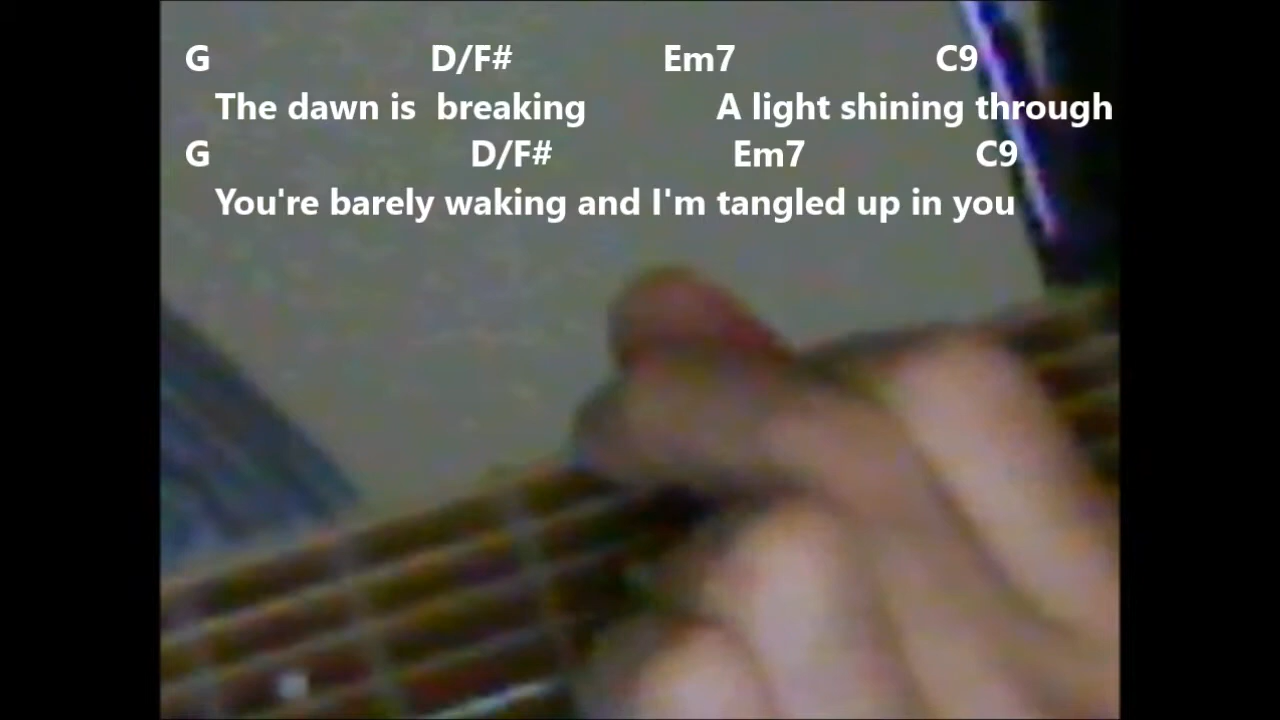 G D/F# Em7 C9
The dawn is breaking A light shining through
G D/F# Em7 C9
You're barely waking and I'm tangled up in you